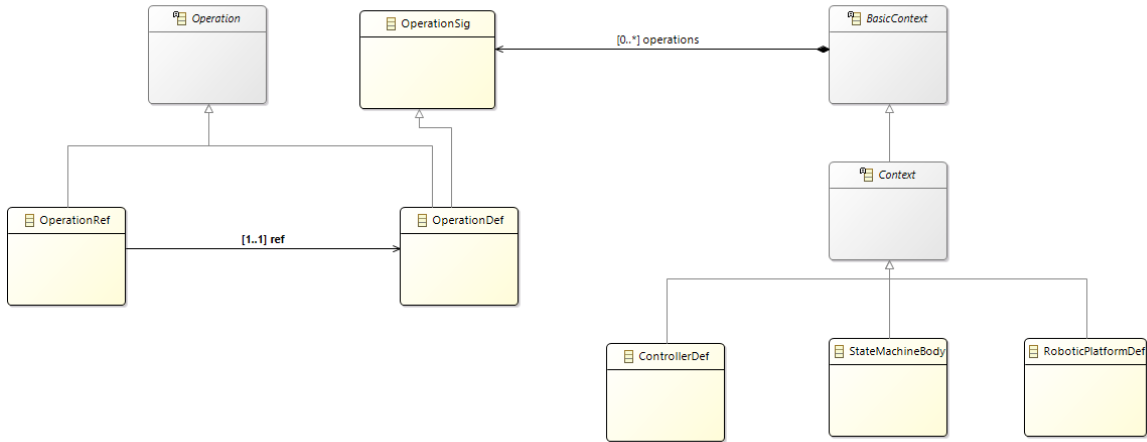 Operation
OperationSig
[0..*] operations
BasicContext
Context
OperationRef
[1..1] ref
OperationDef
ControllerDef
StateMachineBody
RoboticPlatformDef